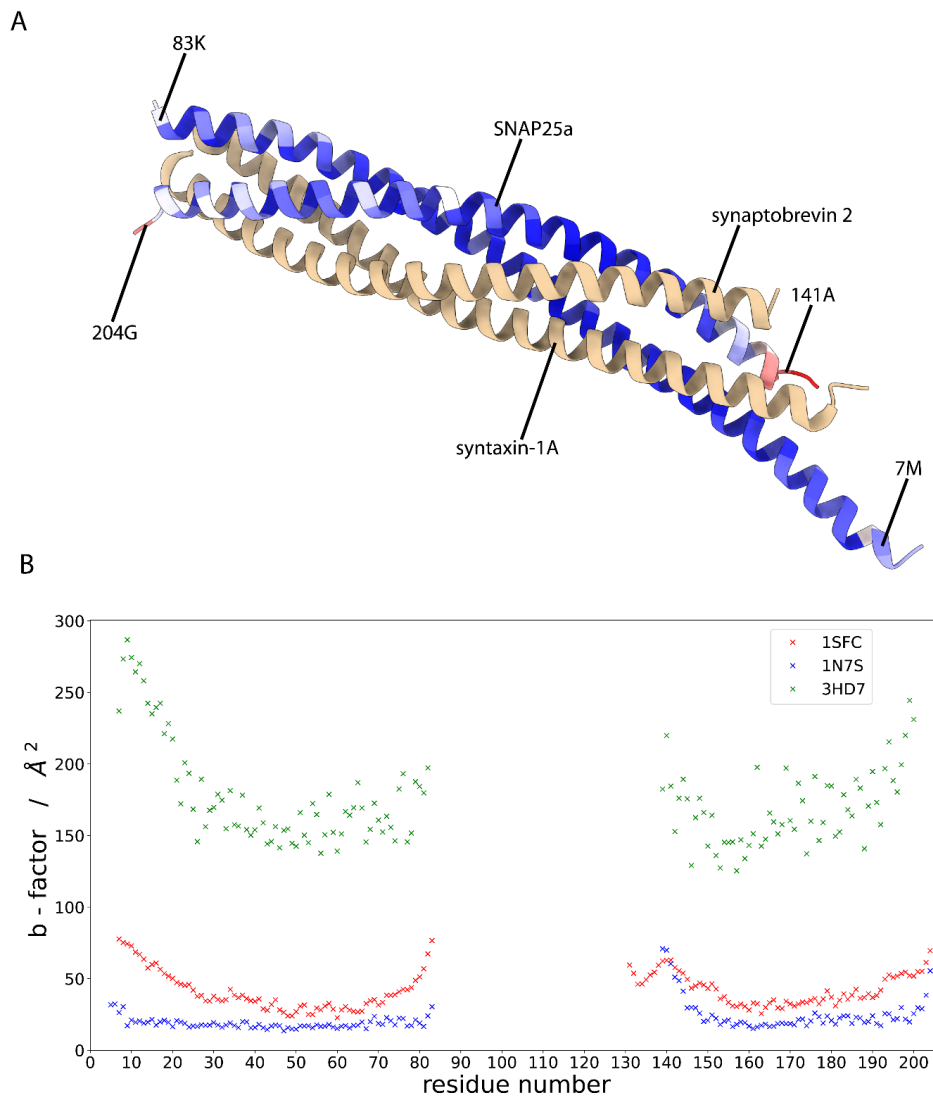 A
83K
SNAP25a
synaptobrevin 2
141A
204G
syntaxin-1A
7M
B
300
250
200
150
100
50
0
b - factor / Å ²
1SFC
1N7S
3HD7
0 10 20 30 40 50 60 70 80 90 100 110 120 130 140 150 160 170 180 190 200
residue number